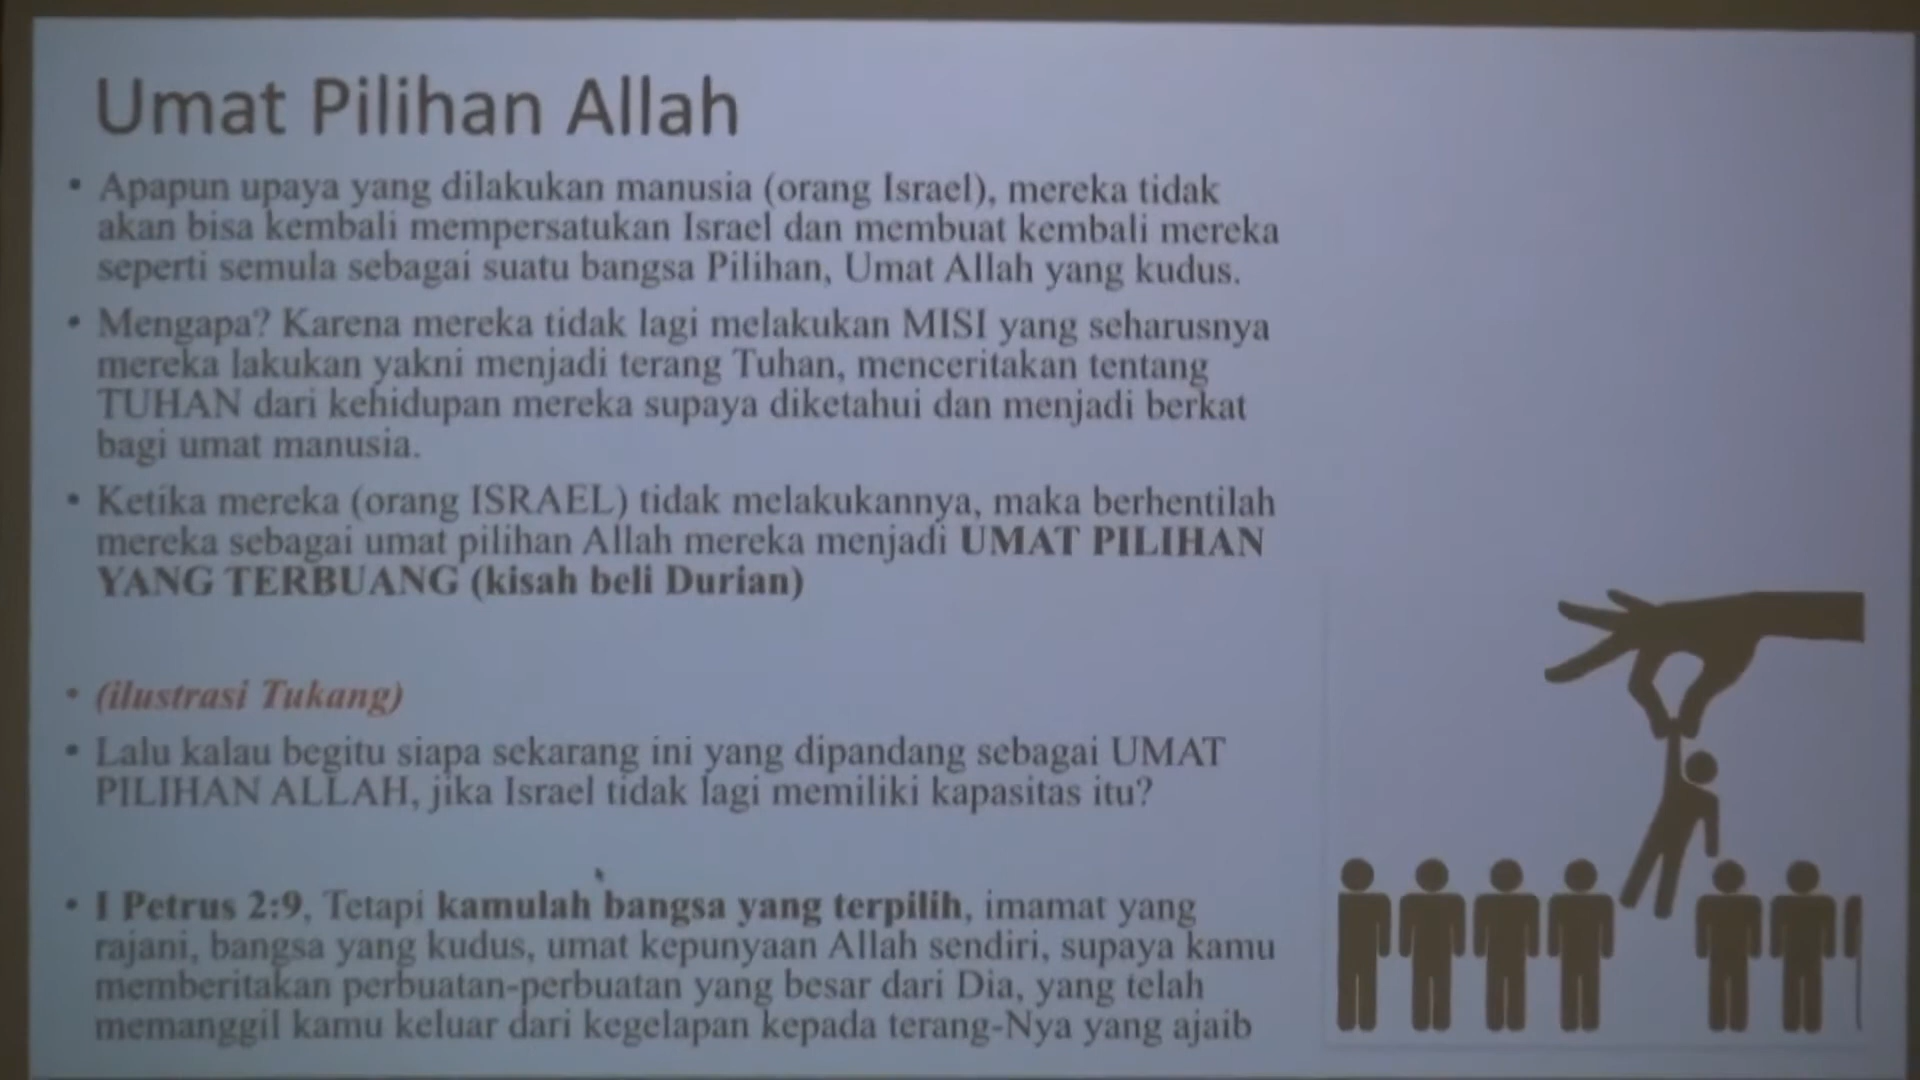 Umat Pilihan Allah
• Apapun upaya yang dilakukan manusia (orang Israel), mereka tidak
akan bisa kembali mempersatukan Israel dan membuat kembali mereka
seperti semula sebagai suatu bangsa Pilihan, Umat Allah yang kudus.
• Mengapa? Karena mereka tidak lagi melakukan MISI yang seharusnya
mereka lakukan yakni menjadi terang Tuhan, menceritakan tentang
TUHAN dari kehidupan mereka supaya diketahui dan menjadi berkat
bagi umat manusia.
• Ketika mereka (orang ISRAEL) tidak melakukannya, maka berhentilah
mereka sebagai umat pilihan Allah mereka menjadi UMAT PILIHAN
YANG TERBUANG (kisah beli Durian)
• (ilustrasi Tukang)
• Lalu kalau begitu siapa sekarang ini yang dipandang sebagai UMAT
PILIHAN ALLAH, jika Israel tidak lagi memiliki kapasitas itu?
• I Petrus 2:9, Tetapi kamulah bangsa yang terpilih, imamat yang
rajani, bangsa yang kudus, umat kepunyaan Allah sendiri, supaya kamu
memberitakan perbuatan-perbuatan yang besar dari Dia, yang telah
memanggil kamu keluar dari kegelapan kepada terang-Nya yang ajaib